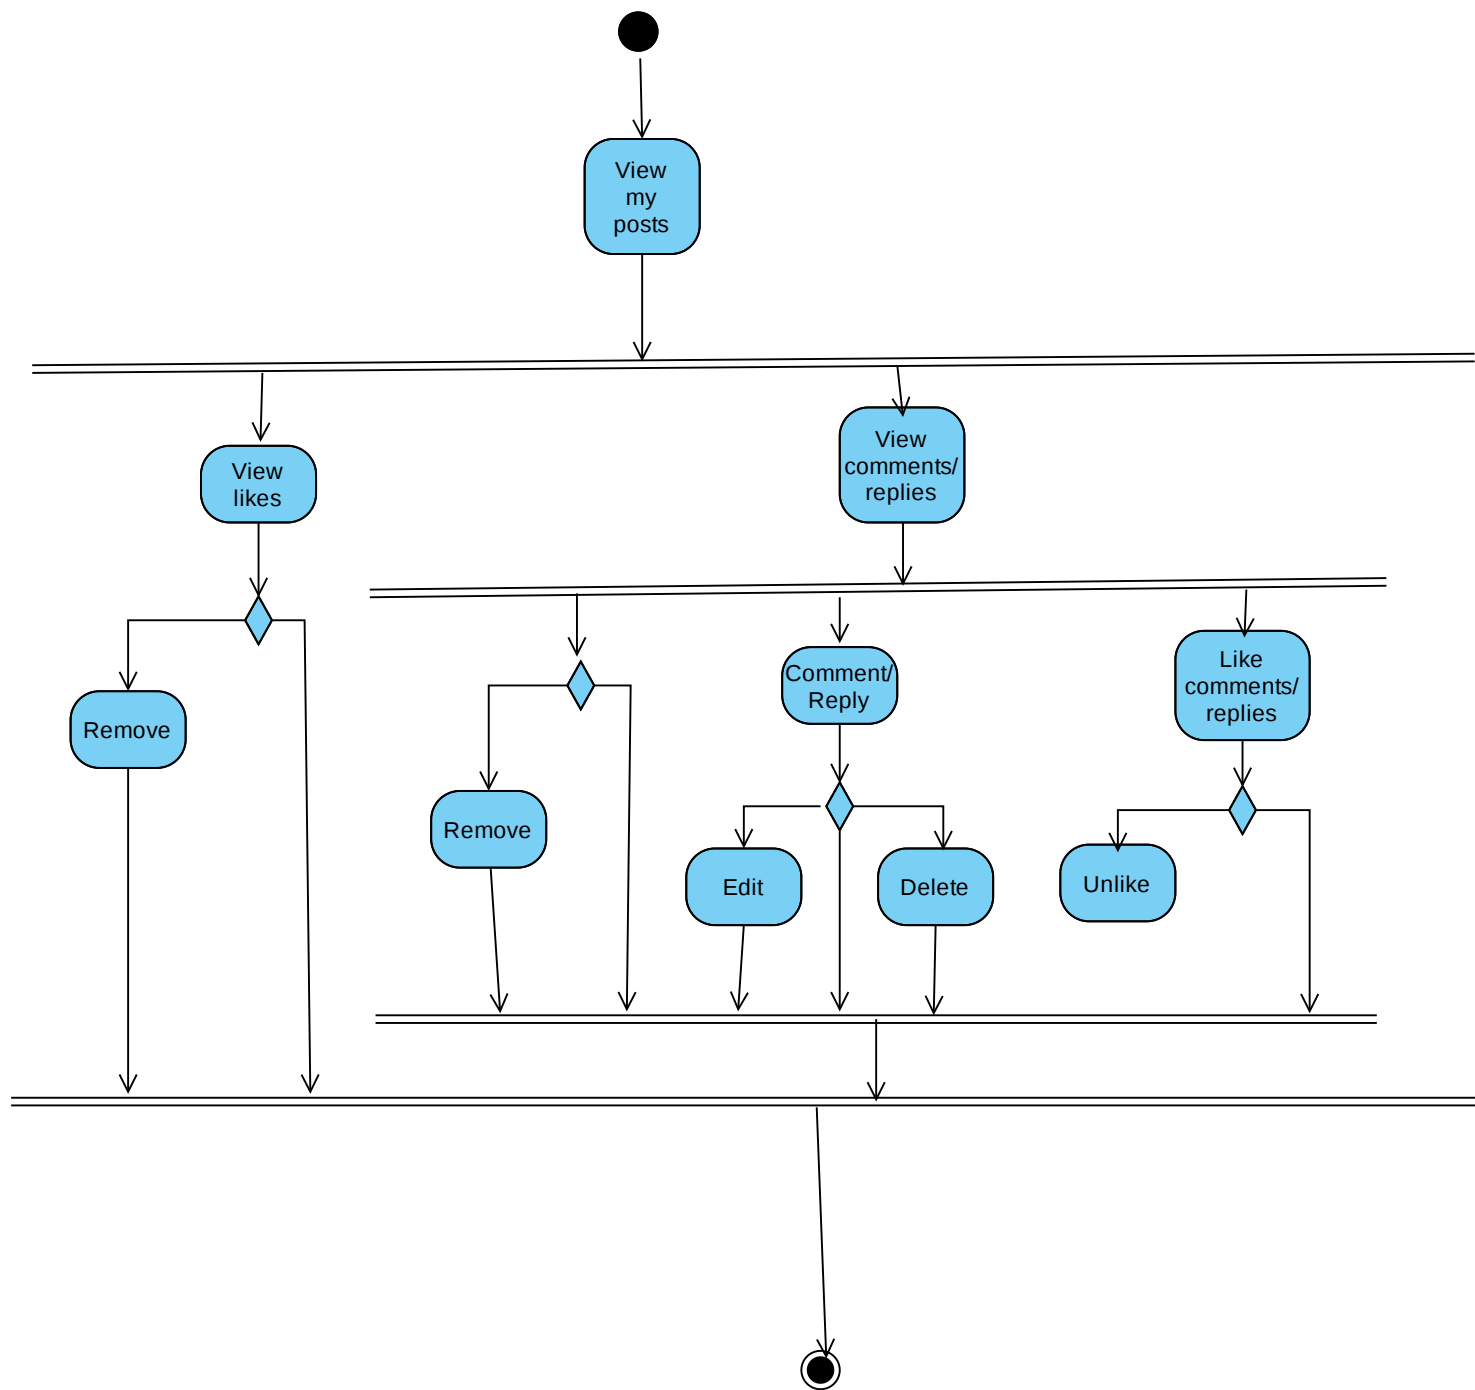 View
my
posts
View
likes
View
comments/
replies
Remove
Comment/
Reply
Like
comments/
replies
Remove
Edit
Delete
Unlike